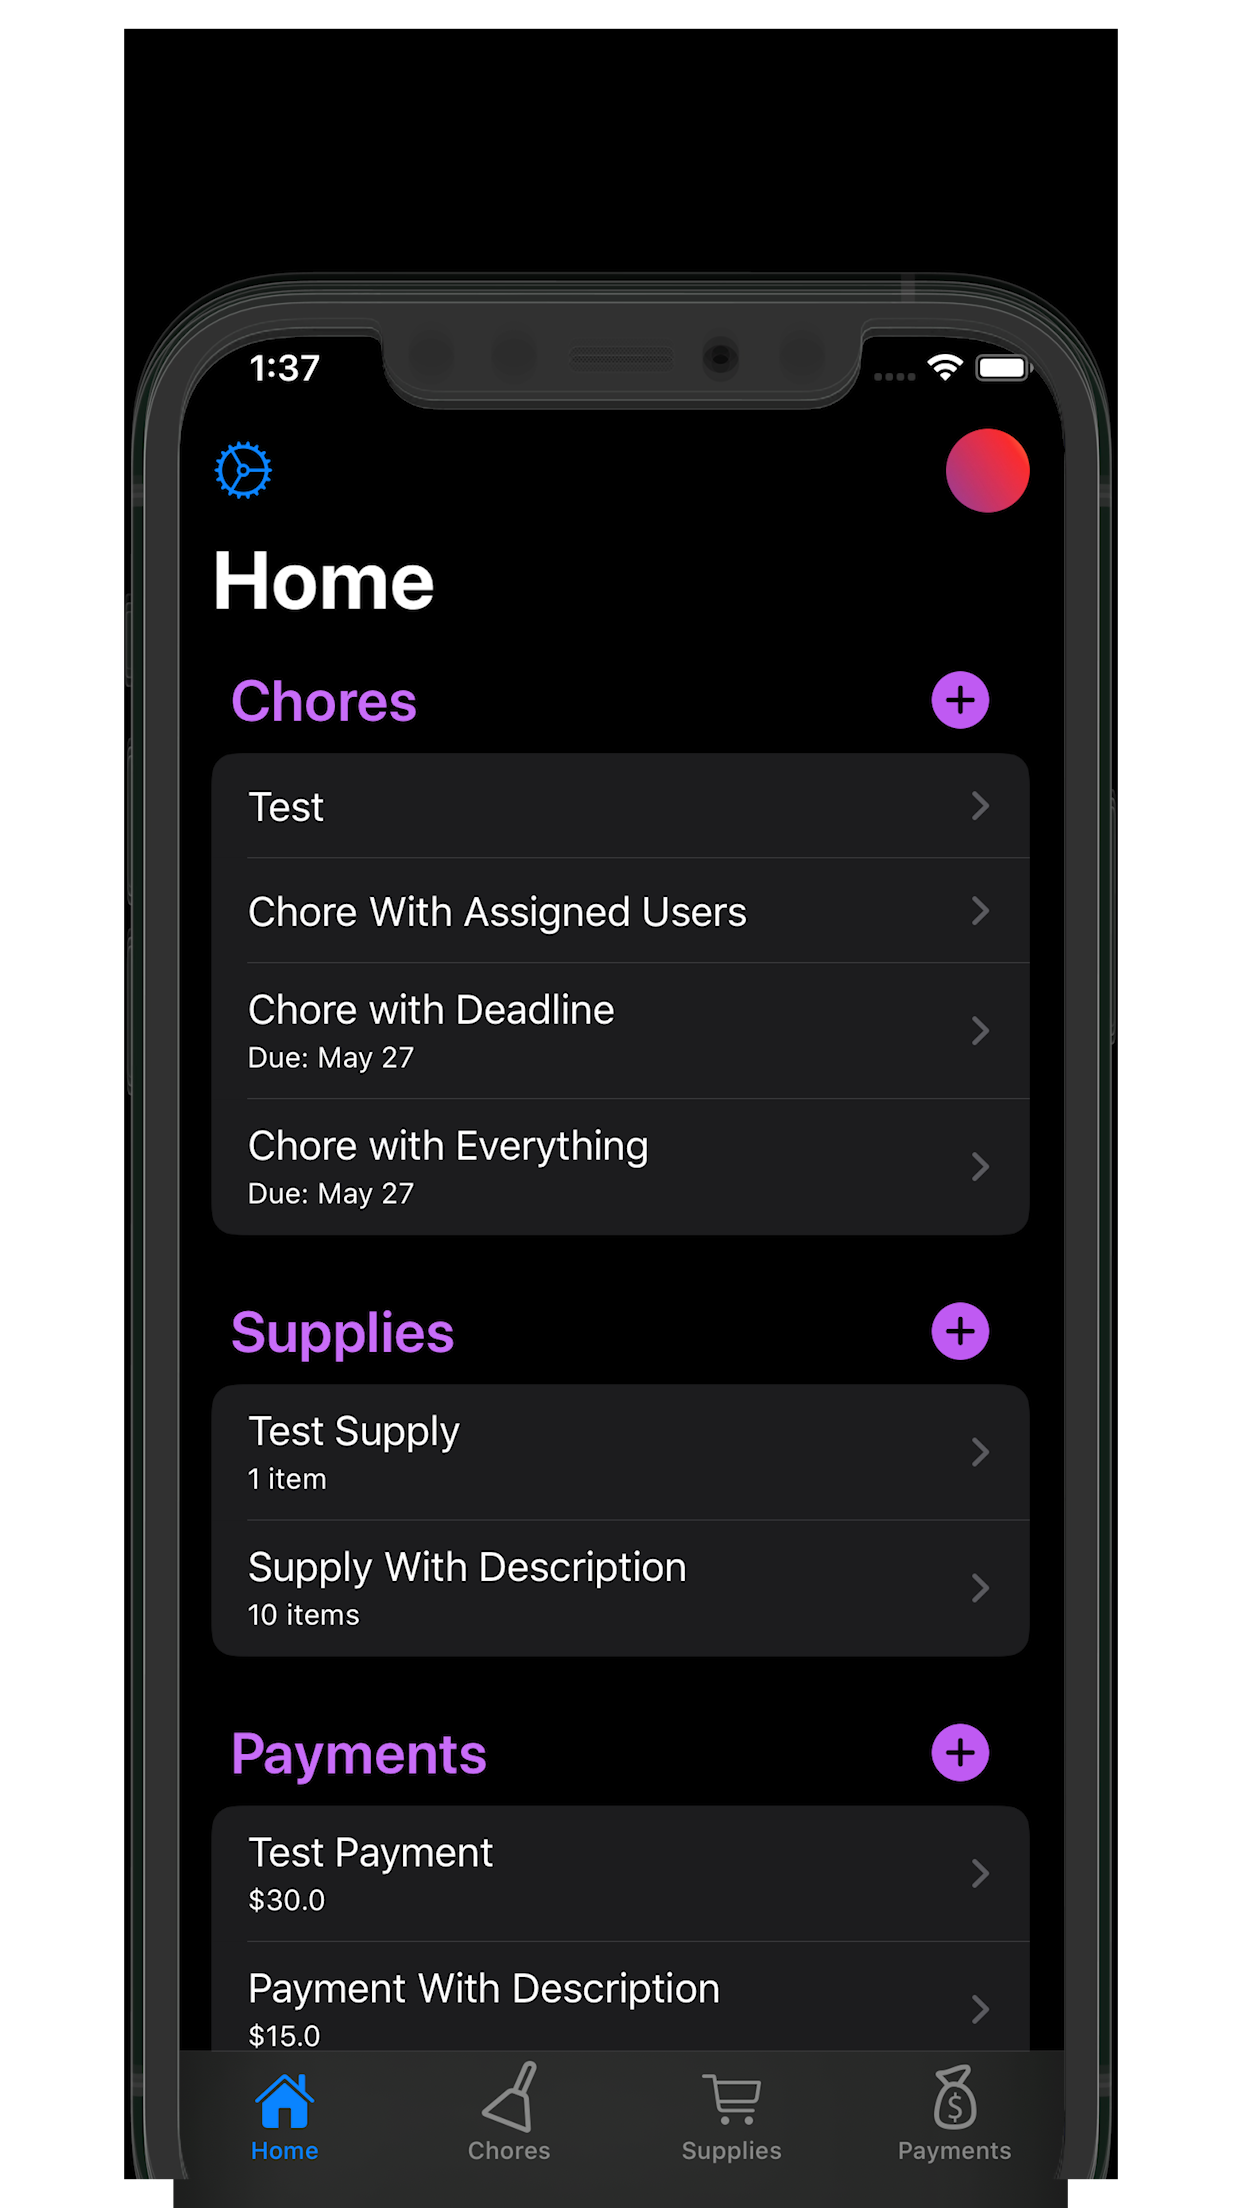 1:37
Home
Chores
Test
Chore With Assigned Users
Chore with Deadline
Due: May 27
Chore with Everything
Due: May 27
Supplies
Test Supply
1 item
Supply With Description
10 items
Payments
Test Payment
$30.0
Payment With Description
$15.0
Home
Chores
Supplies
Payments